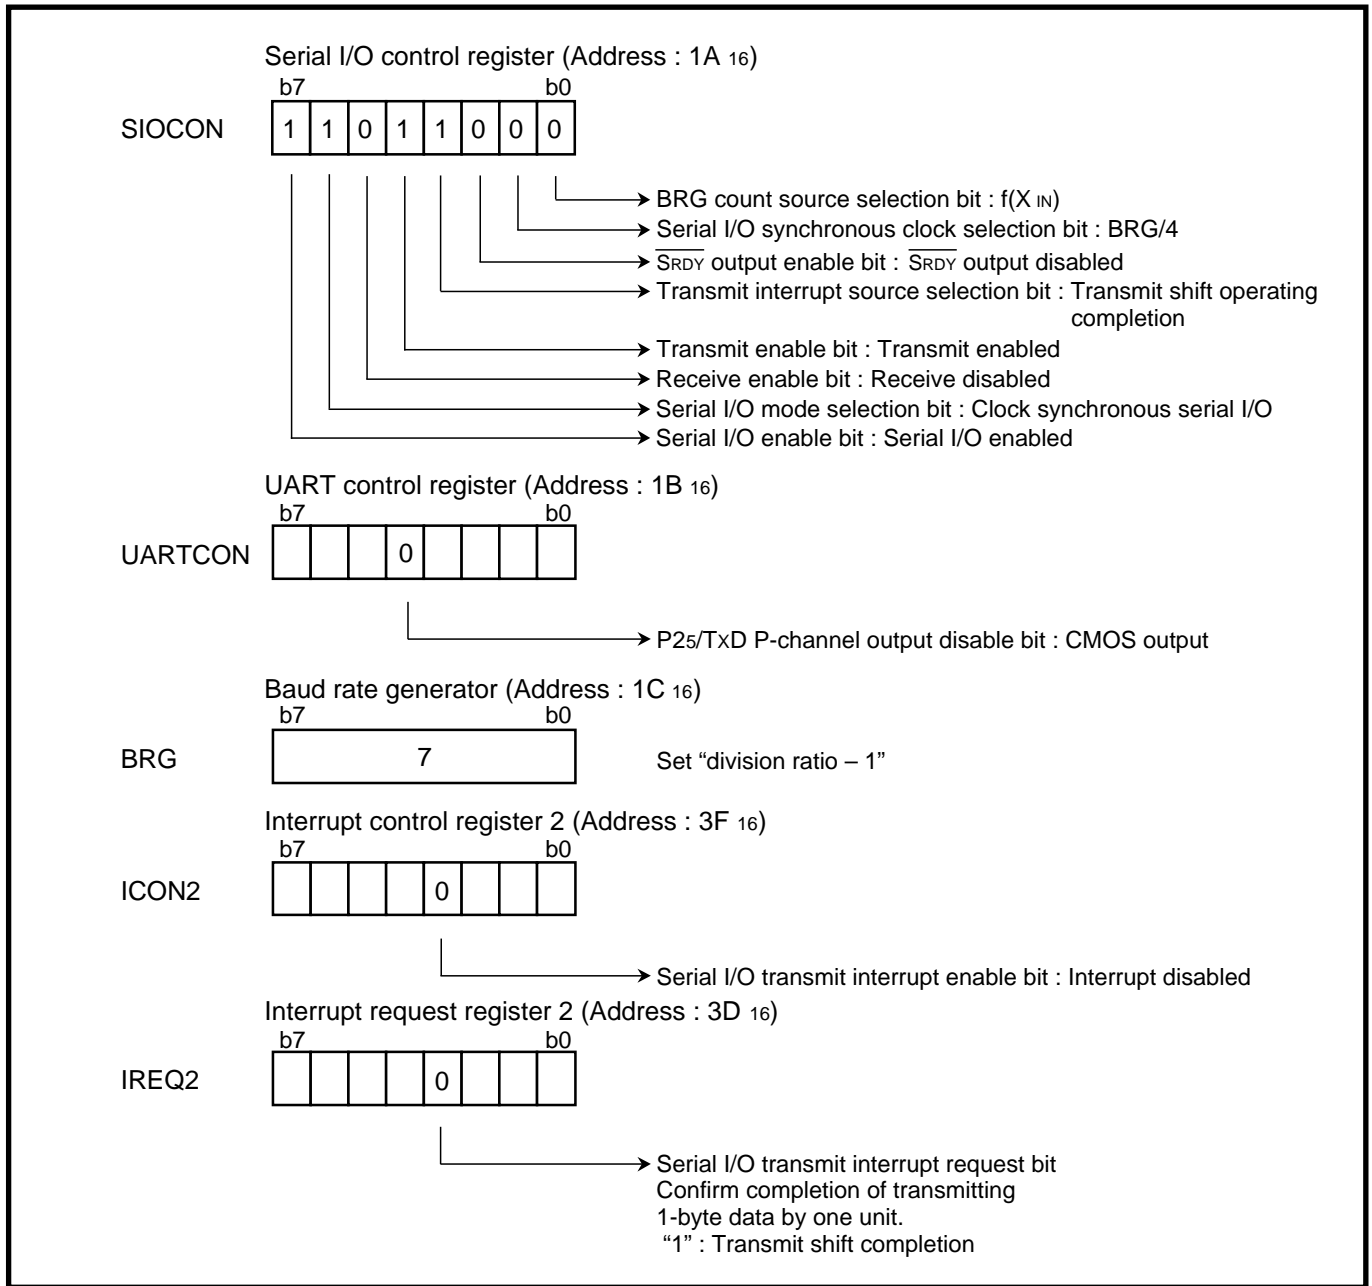 Serial I/O control register (Address : 1A 16)
b7 b0
SIOCON 1 1 0 1 1 0 0 0
BRG count source selection bit : f(X IN)
Serial I/O synchronous clock selection bit : BRG/4
SRDY output enable bit : SRDY output disabled
Transmit interrupt source selection bit : Transmit shift operating
completion
Transmit enable bit : Transmit enabled
Receive enable bit : Receive disabled
Serial I/O mode selection bit : Clock synchronous serial I/O
Serial I/O enable bit : Serial I/O enabled
UART control register (Address : 1B 16)
b7 b0
UARTCON 0
P25/TXD P-channel output disable bit : CMOS output
Baud rate generator (Address : 1C 16)
b7 b0
BRG 7 Set “division ratio – 1”
Interrupt control register 2 (Address : 3F 16)
b7 b0
ICON2 0
Serial I/O transmit interrupt enable bit : Interrupt disabled
Interrupt request register 2 (Address : 3D 16)
b7 b0
IREQ2 0
Serial I/O transmit interrupt request bit
Confirm completion of transmitting
1-byte data by one unit.
“1” : Transmit shift completion